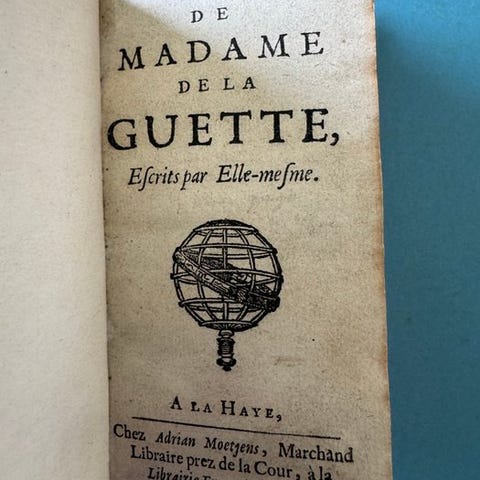 DE
MADAME
DE LA
GUETTE,
Eſcrits par Elle-meſme.
A LA HAYE,
Chez Adrian Moetjens, Marchand
Libraire prez de la Cour, à la
Librairie